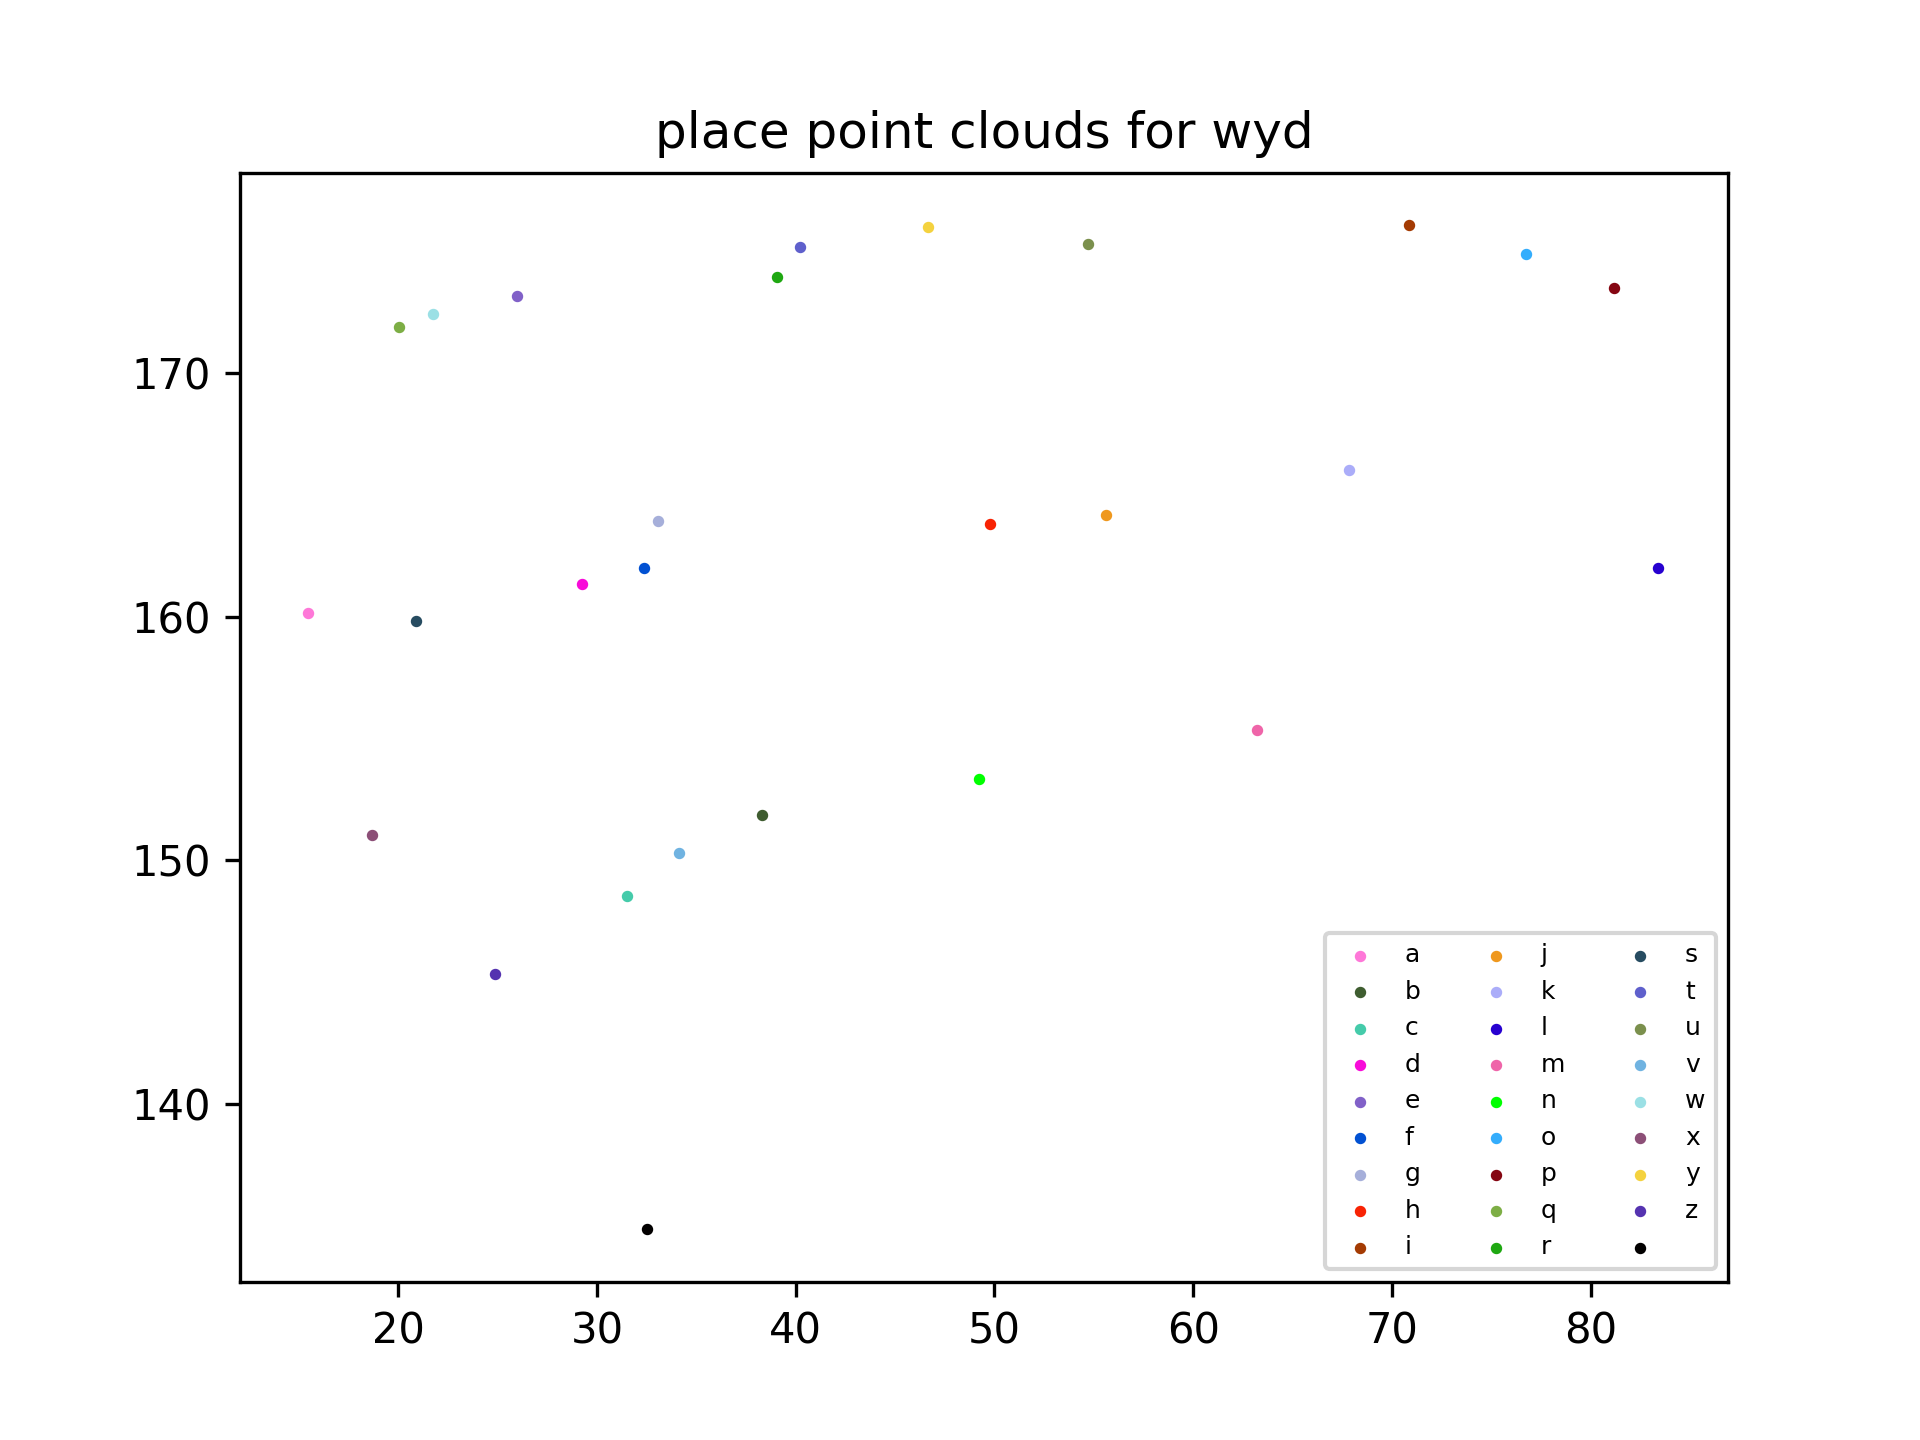 place point clouds for wyd
170
160
150
140
20 30 40 50 60 70 80
a j s
b k t
c l u
d m v
e n w
f o x
g p y
h q z
i r